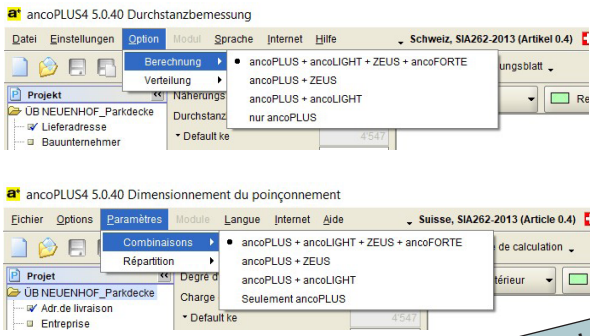 a* ancoPLUS4 5.0.40 Durchstanzbemessung
Datei Einstellungen Option Modul Sprache Internet Hilfe Schweiz, SIA262-2013 (Artikel 0.4)
Berechnung ancoPLUS + ancoLIGHT + ZEUS + ancoFORTE ungsblatt
Verteilung ancoPLUS + ZEUS
Projekt Näherungs ancoPLUS + ancoLIGHT Re
ÜB NEUENHOF_Parkdecke Durchstanz nur ancoPLUS
Lieferadresse
Bauunternehmer Default ke 4'547
a* ancoPLUS4 5.0.40 Dimensionnement du poinçonnement
Fichier Options Paramètres Module Langue Internet Aide Suisse, SIA262-2013 (Article 0.4)
Combinaisons ancoPLUS + ancoLIGHT + ZEUS + ancoFORTE de calculation
Répartition ancoPLUS + ZEUS
Projet Degré d ancoPLUS + ancoLIGHT térieur
ÜB NEUENHOF_Parkdecke Charge Seulement ancoPLUS
Adr.de livraison
Entreprise Default ke 4'547